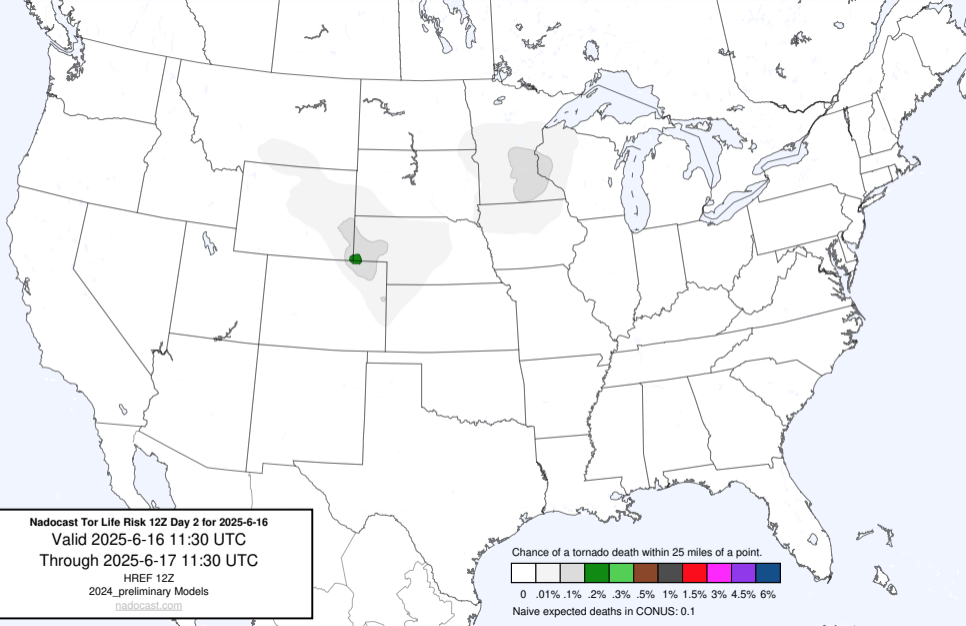 Nadocast Tor Life Risk 12Z Day 2 for 2025-6-16
Valid 2025-6-16 11:30 UTC
Through 2025-6-17 11:30 UTC
HREF 12Z
2024_preliminary Models
nadocast.com
Chance of a tornado death within 25 miles of a point.
0 .01% .1% .2% .3% .5% 1% 1.5% 3% 4.5% 6%
Naive expected deaths in CONUS: 0.1